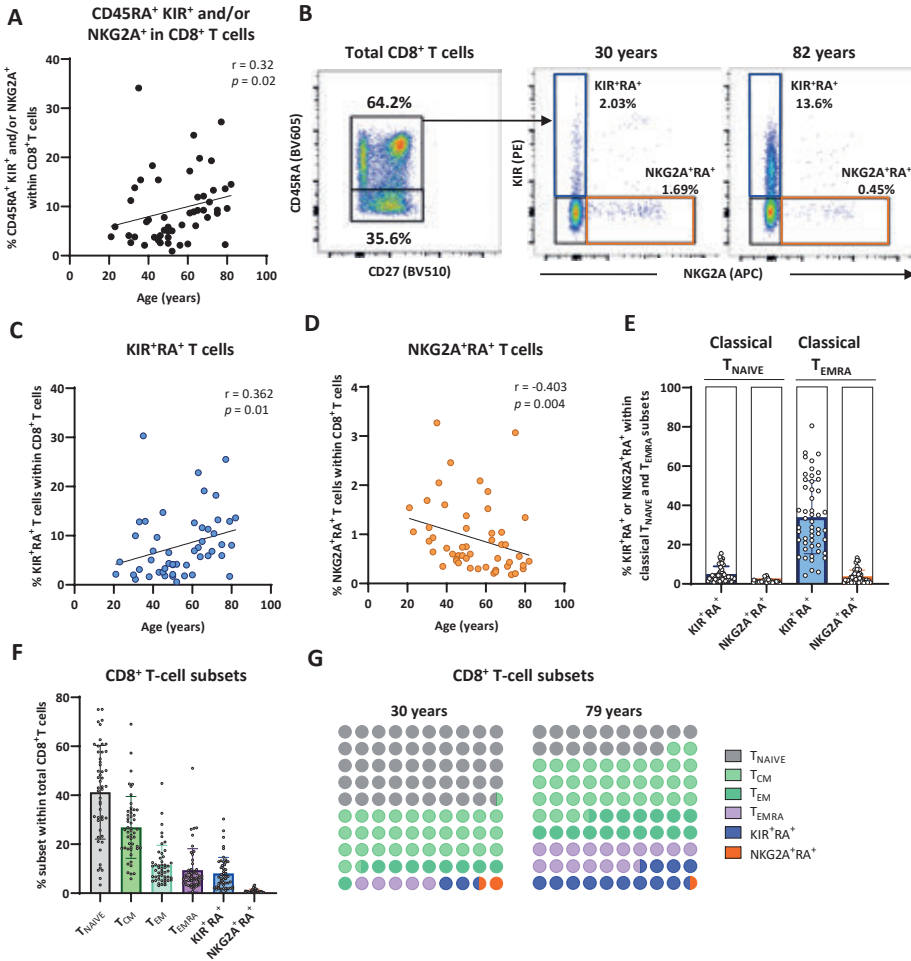 A
CD45RA⁺ KIR⁺ and/or
NKG2A⁺ in CD8⁺ T cells
r = 0.32
p = 0.02
% CD45RA⁺ KIR⁺ and/or NKG2A⁺
within CD8⁺T cells
40
30
20
10
0
0 20 40 60 80 100
Age (years)
B
Total CD8⁺ T cells
30 years
82 years
64.2%
35.6%
CD45RA (BV605)
CD27 (BV510)
KIR⁺RA⁺
2.03%
NKG2A⁺RA⁺
1.69%
KIR⁺RA⁺
13.6%
NKG2A⁺RA⁺
0.45%
KIR (PE)
NKG2A (APC)
C
KIR⁺RA⁺ T cells
r = 0.362
p = 0.01
% KIR⁺RA⁺ T cells within CD8⁺T cells
40
30
20
10
0
0 20 40 60 80 100
Age (years)
D
NKG2A⁺RA⁺ T cells
r = -0.403
p = 0.004
% NKG2A⁺RA⁺ T cells within CD8⁺ T cells
4
3
2
1
0
0 20 40 60 80 100
Age (years)
E
Classical
T_NAIVE
Classical
T_EMRA
% KIR⁺RA⁺ or NKG2A⁺RA⁺ within
classical T_NAIVE and T_EMRA subsets
100
80
60
40
20
0
KIR⁺RA⁺
NKG2A⁺RA⁺
KIR⁺RA⁺
NKG2A⁺RA⁺
F
CD8⁺ T-cell subsets
% subset within total CD8⁺T cells
80
60
40
20
0
T_NAIVE
T_CM
T_EM
T_EMRA
KIR⁺RA⁺
NKG2A⁺RA⁺
G
CD8⁺ T-cell subsets
30 years
79 years
T_NAIVE
T_CM
T_EM
T_EMRA
KIR⁺RA⁺
NKG2A⁺RA⁺